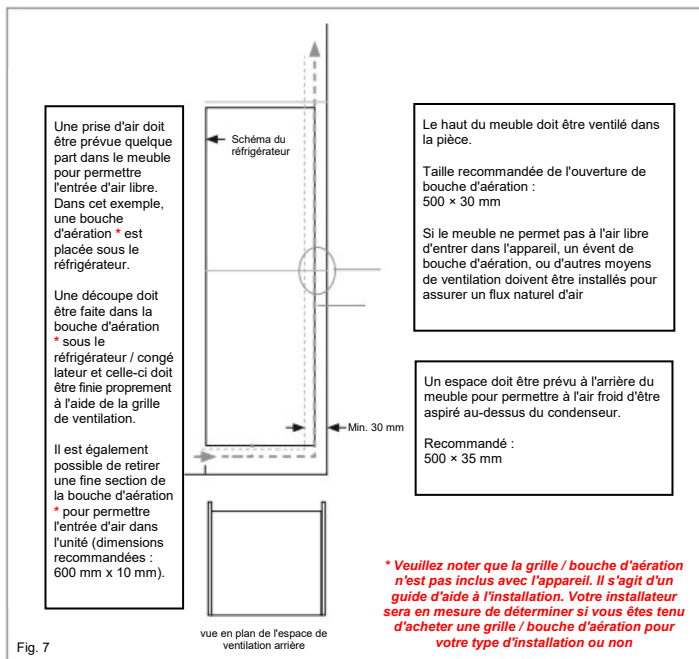 Une prise d'air doit
être prévue quelque
part dans le meuble
pour permettre
l'entrée d'air libre.
Dans cet exemple,
une bouche
d'aération * est
placée sous le
réfrigérateur.
Une découpe doit
être faite dans la
bouche d'aération
* sous le
réfrigérateur / congé
lateur et celle-ci doit
être finie proprement
à l'aide de la grille
de ventilation.
Il est également
possible de retirer
une fine section de
la bouche d'aération
* pour permettre
l'entrée d'air dans
l'unité (dimensions
recommandées :
600 mm x 10 mm).
Schéma du
réfrigérateur
Min. 30 mm
vue en plan de l'espace de
ventilation arrière
Le haut du meuble doit être ventilé dans
la pièce.
Taille recommandée de l'ouverture de
bouche d'aération :
500 × 30 mm
Si le meuble ne permet pas à l'air libre
d'entrer dans l'appareil, un évent de
bouche d'aération, ou d'autres moyens
de ventilation doivent être installés pour
assurer un flux naturel d'air
Un espace doit être prévu à l'arrière du
meuble pour permettre à l'air froid d'être
aspiré au-dessus du condenseur.
Recommandé :
500 × 35 mm
* Veuillez noter que la grille / bouche d'aération
n'est pas inclus avec l'appareil. Il s'agit d'un
guide d'aide à l'installation. Votre installateur
sera en mesure de déterminer si vous êtes tenu
d'acheter une grille / bouche d'aération pour
votre type d'installation ou non
Fig. 7